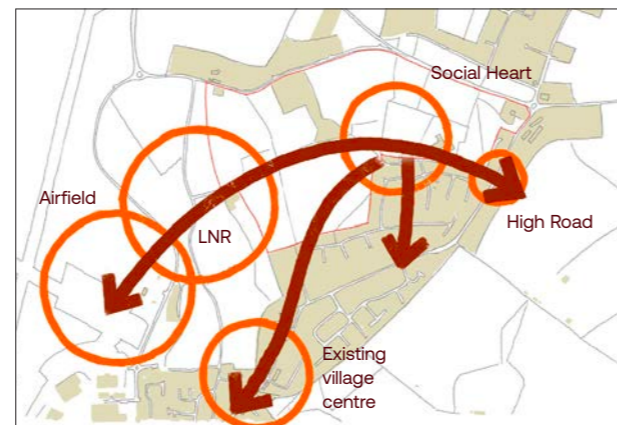 Social Heart
Airfield
LNR
High Road
Existing
village
centre